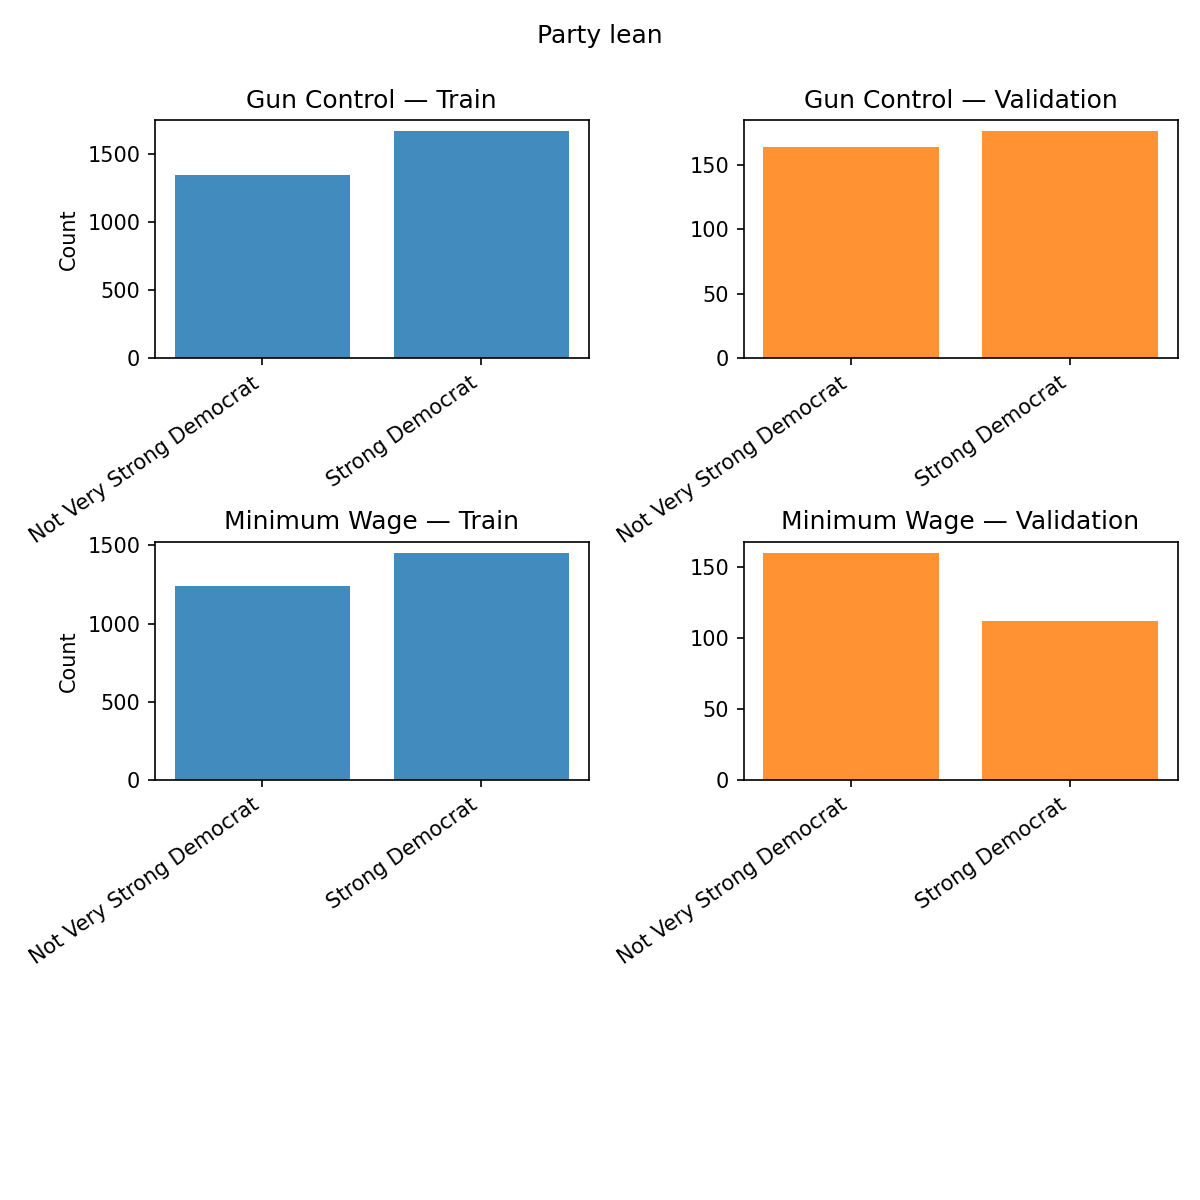 Party lean
Gun Control — Train
Gun Control — Validation
Count
1500
1000
500
0
150
100
50
0
Not Very Strong Democrat
Strong Democrat
Not Very Strong Democrat
Strong Democrat
Minimum Wage — Train
Minimum Wage — Validation
Count
1500
1000
500
0
150
100
50
0
Not Very Strong Democrat
Strong Democrat
Not Very Strong Democrat
Strong Democrat